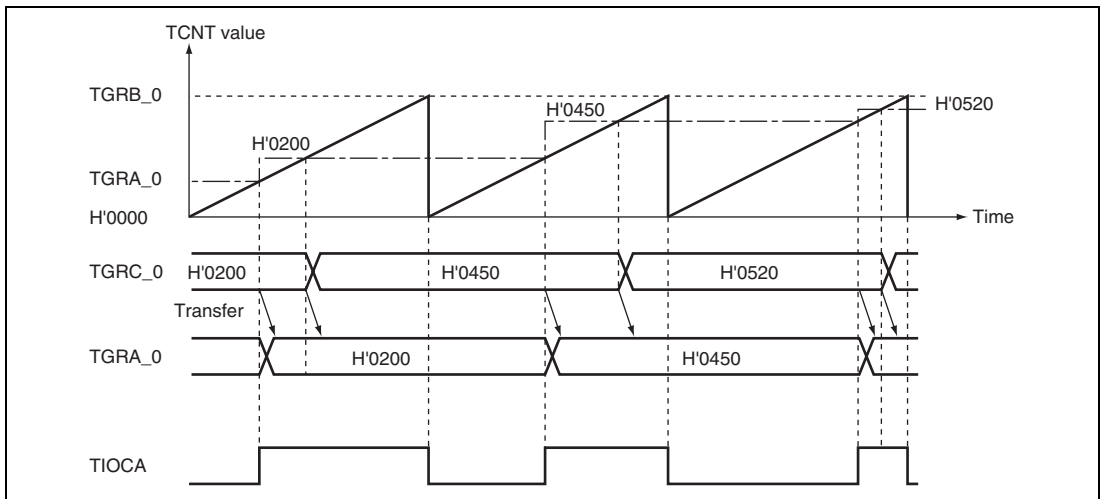 TCNT value
TGRB_0
H'0520
H'0450
H'0200
TGRA_0
H'0000
Time
TGRC_0
H'0200
H'0450
H'0520
Transfer
TGRA_0
H'0200
H'0450
TIOCA